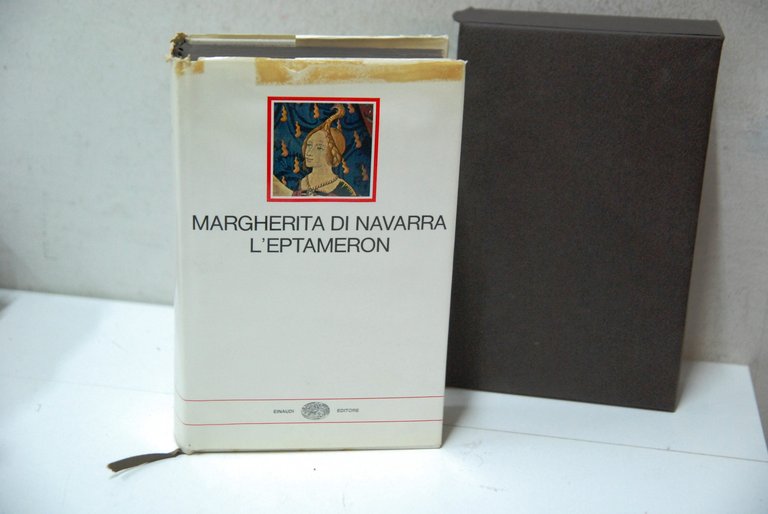 MARGHERITA DI NAVARRA
L'EPTAMERON
EINAUDI EDITORE